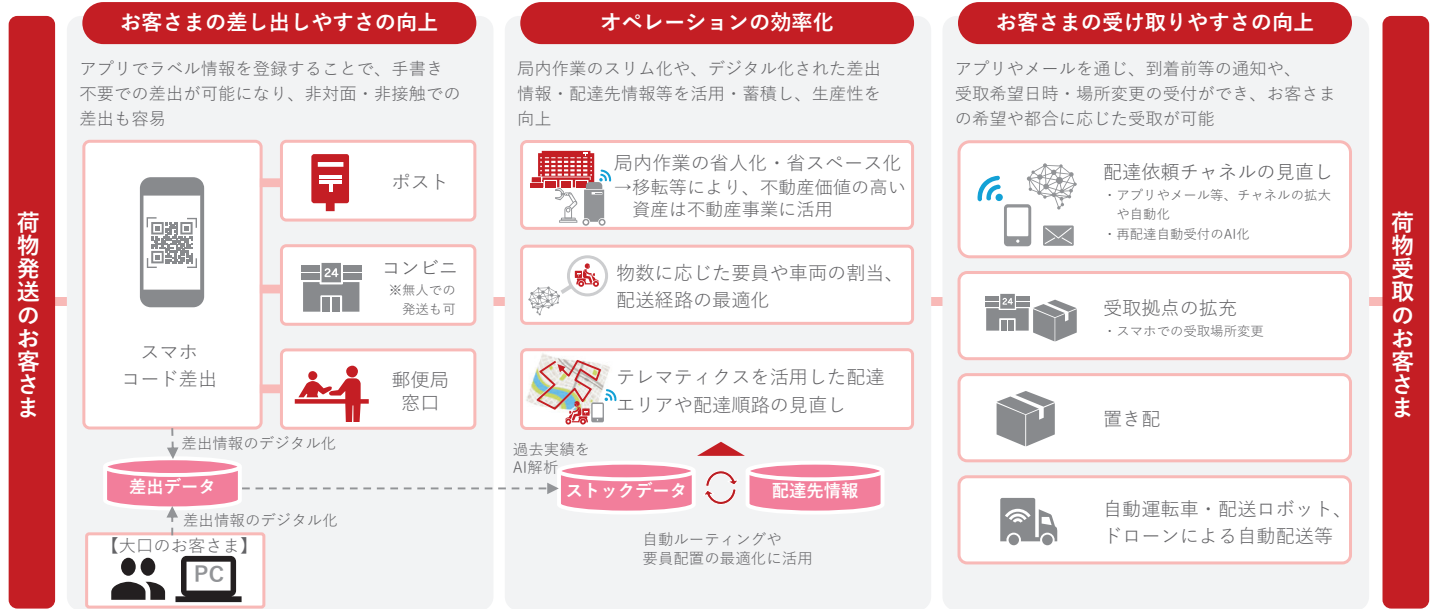 荷物発送のお客さま
お客さまの差し出しやすさの向上
アプリでラベル情報を登録することで、手書き
不要での差出が可能になり、非対面・非接触での
差出も容易
スマホ
コード差出
ポスト
24
コンビニ
※無人での
発送も可
郵便局
窓口
差出情報のデジタル化
差出データ
差出情報のデジタル化
【大口のお客さま】
PC
オペレーションの効率化
局内作業のスリム化や、デジタル化された差出
情報・配達先情報等を活用・蓄積し、生産性を
向上
局内作業の省人化・省スペース化
→移転等により、不動産価値の高い
資産は不動産事業に活用
物数に応じた要員や車両の割当、
配送経路の最適化
テレマティクスを活用した配達
エリアや配達順路の見直し
過去実績を
AI解析
ストックデータ
配達先情報
自動ルーティングや
要員配置の最適化に活用
お客さまの受け取りやすさの向上
アプリやメールを通じ、到着前等の通知や、
受取希望日時・場所変更の受付ができ、お客さま
の希望や都合に応じた受取が可能
配達依頼チャネルの見直し
・アプリやメール等、チャネルの拡大
や自動化
・再配達自動受付のAI化
24
受取拠点の拡充
・スマホでの受取場所変更
置き配
自動運転車・配送ロボット、
ドローンによる自動配送等
荷物受取のお客さま